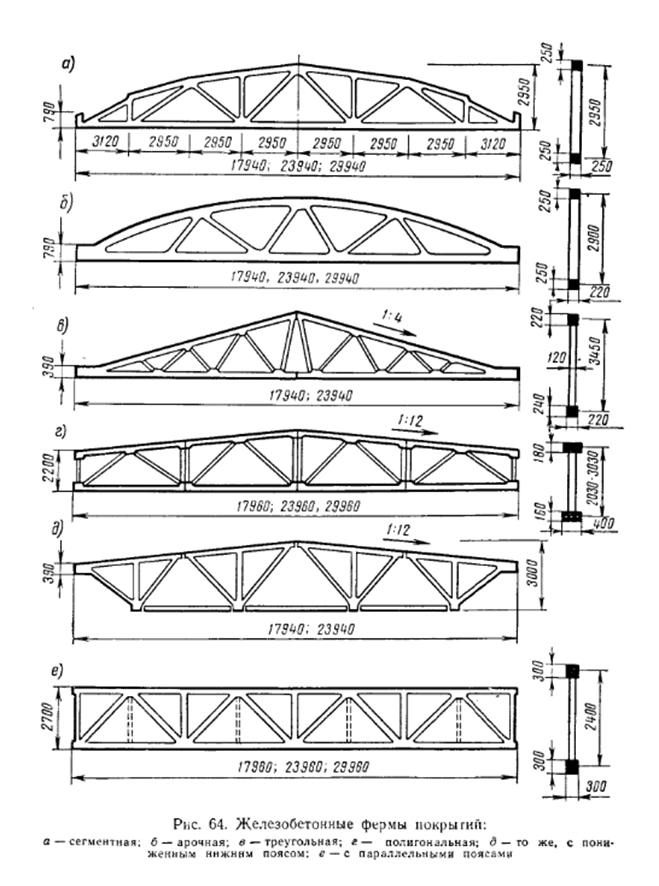 а)
790
3120 2950 2950 2950 2950 2950 2950 3120
17940; 23940; 29940
2950
250
2950
250
250
б)
790
17940, 23940, 29940
250
2900
250
220
в)
1:4
390
17940; 23940
220
120
3450
240
220
г)
1:12
2200
17960; 23960, 29960
180
2030-3030
160
400
д)
1:12
390
3000
17940; 23940
е)
2700
17960; 23960; 29960
300
2400
300
300
Рис. 64. Железобетонные фермы покрытий:
а — сегментная; б — арочная; в — треугольная; г — полигональная; д — то же, с пони-
женным нижним поясом; е — с параллельными поясами